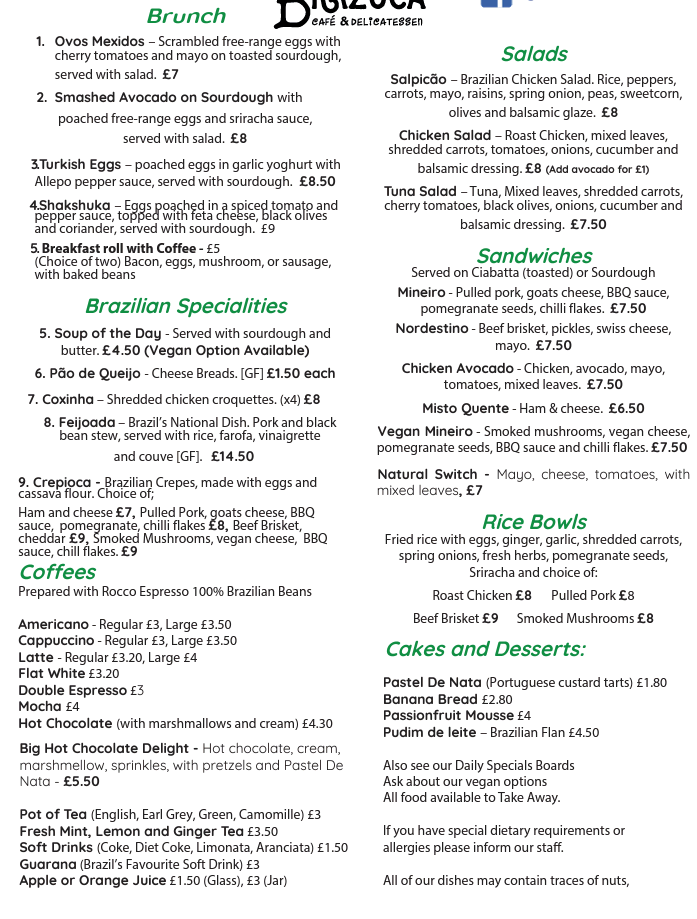 BIGIZUCA
CAFÉ & DELICATESSEN
Brunch
1. Ovos Mexidos – Scrambled free-range eggs with
cherry tomatoes and mayo on toasted sourdough,
served with salad. £7
2. Smashed Avocado on Sourdough with
poached free-range eggs and sriracha sauce,
served with salad. £8
3.Turkish Eggs – poached eggs in garlic yoghurt with
Allepo pepper sauce, served with sourdough. £8.50
4.Shakshuka – Eggs poached in a spiced tomato and
pepper sauce, topped with feta cheese, black olives
and coriander, served with sourdough. £9
5. Breakfast roll with Coffee - £5
(Choice of two) Bacon, eggs, mushroom, or sausage,
with baked beans
Brazilian Specialities
5. Soup of the Day - Served with sourdough and
butter. £4.50 (Vegan Option Available)
6. Pão de Queijo - Cheese Breads. [GF] £1.50 each
7. Coxinha – Shredded chicken croquettes. (x4) £8
8. Feijoada – Brazil’s National Dish. Pork and black
bean stew, served with rice, farofa, vinaigrette
and couve [GF]. £14.50
9. Crepioca - Brazilian Crepes, made with eggs and
cassava flour. Choice of;
Ham and cheese £7, Pulled Pork, goats cheese, BBQ
sauce, pomegranate, chilli flakes £8, Beef Brisket,
cheddar £9, Smoked Mushrooms, vegan cheese, BBQ
sauce, chill flakes. £9
Coffees
Prepared with Rocco Espresso 100% Brazilian Beans
Americano - Regular £3, Large £3.50
Cappuccino - Regular £3, Large £3.50
Latte - Regular £3.20, Large £4
Flat White £3.20
Double Espresso £3
Mocha £4
Hot Chocolate (with marshmallows and cream) £4.30
Big Hot Chocolate Delight - Hot chocolate, cream,
marshmellow, sprinkles, with pretzels and Pastel De
Nata - £5.50
Pot of Tea (English, Earl Grey, Green, Camomille) £3
Fresh Mint, Lemon and Ginger Tea £3.50
Soft Drinks (Coke, Diet Coke, Limonata, Aranciata) £1.50
Guarana (Brazil’s Favourite Soft Drink) £3
Apple or Orange Juice £1.50 (Glass), £3 (Jar)
Salads
Salpicão – Brazilian Chicken Salad. Rice, peppers,
carrots, mayo, raisins, spring onion, peas, sweetcorn,
olives and balsamic glaze. £8
Chicken Salad – Roast Chicken, mixed leaves,
shredded carrots, tomatoes, onions, cucumber and
balsamic dressing. £8 (Add avocado for £1)
Tuna Salad – Tuna, Mixed leaves, shredded carrots,
cherry tomatoes, black olives, onions, cucumber and
balsamic dressing. £7.50
Sandwiches
Served on Ciabatta (toasted) or Sourdough
Mineiro - Pulled pork, goats cheese, BBQ sauce,
pomegranate seeds, chilli flakes. £7.50
Nordestino - Beef brisket, pickles, swiss cheese,
mayo. £7.50
Chicken Avocado - Chicken, avocado, mayo,
tomatoes, mixed leaves. £7.50
Misto Quente - Ham & cheese. £6.50
Vegan Mineiro - Smoked mushrooms, vegan cheese,
pomegranate seeds, BBQ sauce and chilli flakes. £7.50
Natural Switch - Mayo, cheese, tomatoes, with
mixed leaves, £7
Rice Bowls
Fried rice with eggs, ginger, garlic, shredded carrots,
spring onions, fresh herbs, pomegranate seeds,
Sriracha and choice of:
Roast Chicken £8 Pulled Pork £8
Beef Brisket £9 Smoked Mushrooms £8
Cakes and Desserts:
Pastel De Nata (Portuguese custard tarts) £1.80
Banana Bread £2.80
Passionfruit Mousse £4
Pudim de leite – Brazilian Flan £4.50
Also see our Daily Specials Boards
Ask about our vegan options
All food available to Take Away.
If you have special dietary requirements or
allergies please inform our staff.
All of our dishes may contain traces of nuts,